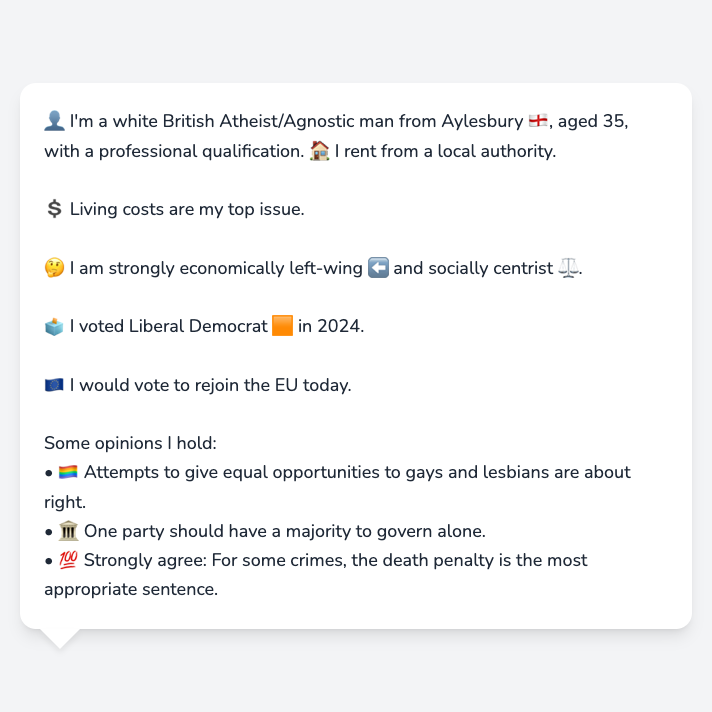 👤 I'm a white British Atheist/Agnostic man from Aylesbury 🏴󠁧󠁢󠁥󠁮󠁧󠁿, aged 35,
with a professional qualification. 🏠 I rent from a local authority.
💲 Living costs are my top issue.
🤔 I am strongly economically left-wing ⬅️ and socially centrist ⚖️.
🗳️ I voted Liberal Democrat 🟧 in 2024.
🇪🇺 I would vote to rejoin the EU today.
Some opinions I hold:
• 🏳️‍🌈 Attempts to give equal opportunities to gays and lesbians are about
right.
• 🏛️ One party should have a majority to govern alone.
• 💯 Strongly agree: For some crimes, the death penalty is the most
appropriate sentence.